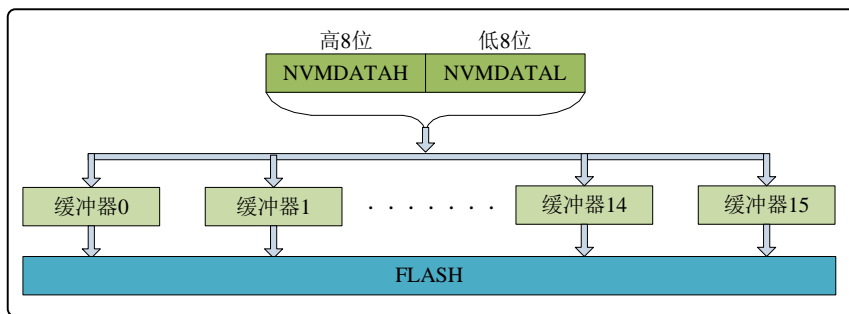 高8位 低8位
NVMDATAH NVMDATAL
缓冲器0 缓冲器1 · · · · · · · 缓冲器14 缓冲器15
FLASH